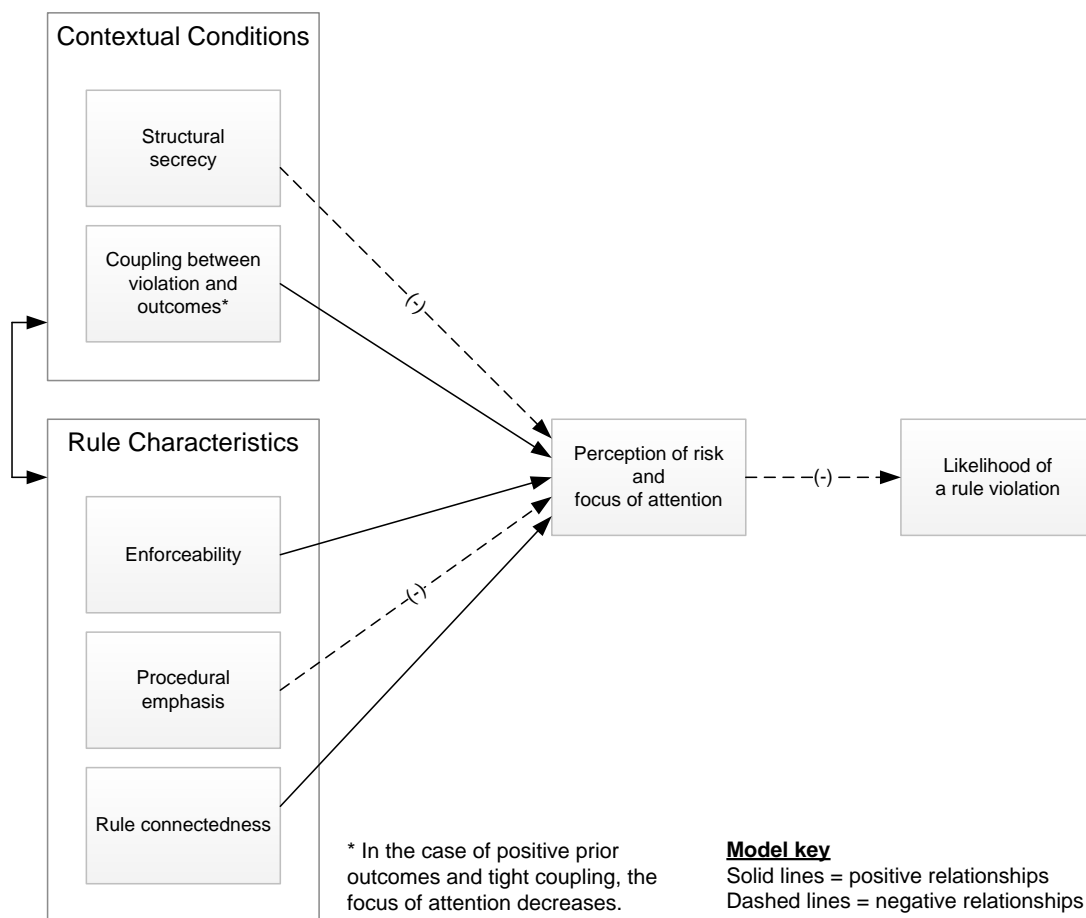 Contextual Conditions
Structural
secrecy
Coupling between
violation and
outcomes*
(-)
Rule Characteristics
Enforceability
Procedural
emphasis
Rule connectedness
(-)
Perception of risk
and
focus of attention
(-)
Likelihood of
a rule violation
* In the case of positive prior
outcomes and tight coupling, the
focus of attention decreases.
Model key
Solid lines = positive relationships
Dashed lines = negative relationships